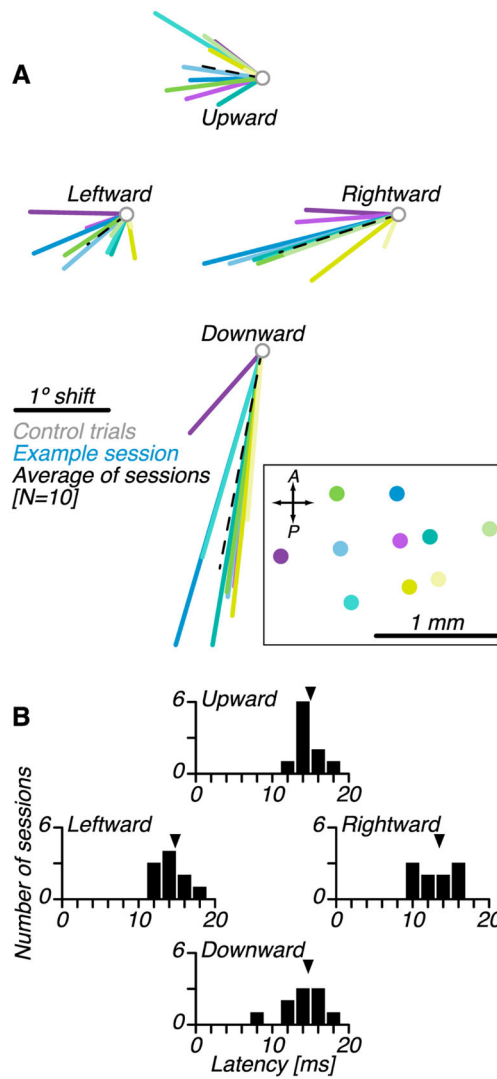 A
Upward
Leftward
Rightward
Downward
1° shift
Control trials
Example session
Average of sessions
[N=10]
A
P
1 mm
B
Number of sessions
6
Upward
0
0
10
20
6
Leftward
0
0
10
20
6
Rightward
0
0
10
20
6
Downward
0
0
10
20
Latency [ms]